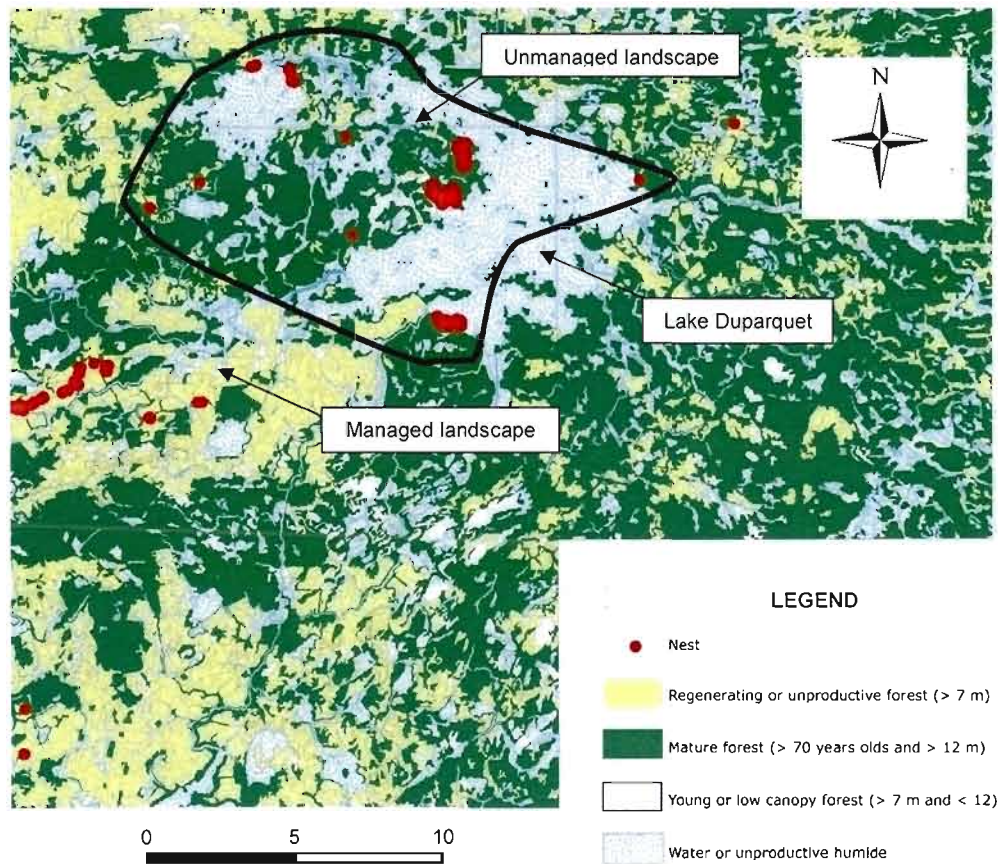 Unmanaged landscape
N
Lake Duparquet
Managed landscape
LEGEND
Nest
Regenerating or unproductive forest (> 7 m)
Mature forest (> 70 years olds and > 12 m)
Young or low canopy forest (> 7 m and < 12)
Water or unproductive humide
0 5 10